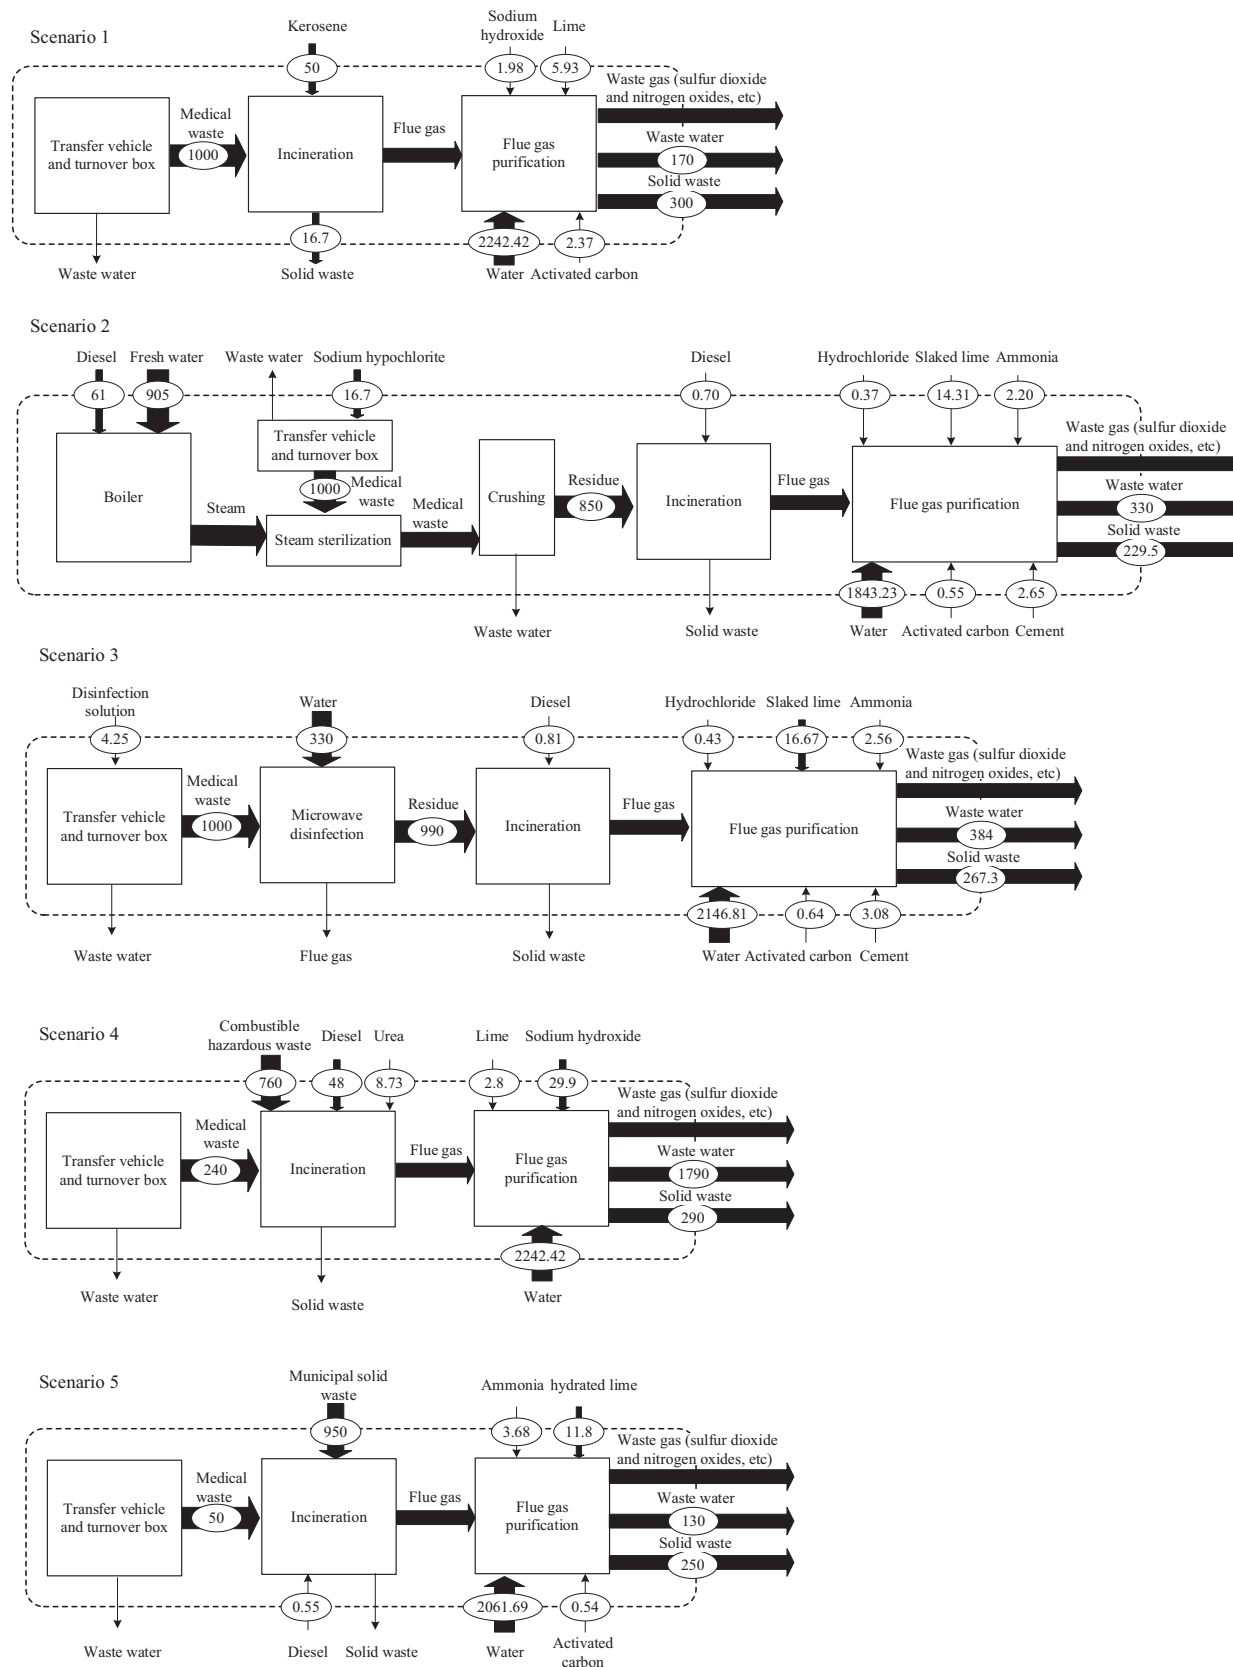 Scenario 1
Kerosene
Sodium
hydroxide
Lime
50
1.98
5.93
Waste gas (sulfur dioxide
and nitrogen oxides, etc)
Transfer vehicle
and turnover box
Medical
waste
1000
Incineration
Flue gas
Flue gas
purification
Waste water
170
Solid waste
300
16.7
2242.42
2.37
Waste water
Solid waste
Water
Activated carbon
Scenario 2
Diesel
Fresh water
Waste water
Sodium hypochlorite
Diesel
Hydrochloride
Slaked lime
Ammonia
61
905
16.7
0.70
0.37
14.31
2.20
Waste gas (sulfur dioxide
and nitrogen oxides, etc)
Transfer vehicle
and turnover box
Boiler
1000
Medical
waste
Steam
Steam sterilization
Medical
waste
Crushing
Residue
850
Incineration
Flue gas
Flue gas purification
Waste water
330
Solid waste
229.5
1843.23
0.55
2.65
Waste water
Solid waste
Water
Activated carbon
Cement
Scenario 3
Disinfection
solution
Water
Diesel
Hydrochloride
Slaked lime
Ammonia
4.25
330
0.81
0.43
16.67
2.56
Waste gas (sulfur dioxide
and nitrogen oxides, etc)
Transfer vehicle
and turnover box
Medical
waste
1000
Microwave
disinfection
Residue
990
Incineration
Flue gas
Flue gas purification
Waste water
384
Solid waste
267.3
2146.81
0.64
3.08
Waste water
Flue gas
Solid waste
Water
Activated carbon
Cement
Scenario 4
Combustible
hazardous waste
Diesel
Urea
Lime
Sodium hydroxide
760
48
8.73
2.8
29.9
Waste gas (sulfur dioxide
and nitrogen oxides, etc)
Transfer vehicle
and turnover box
Medical
waste
240
Incineration
Flue gas
Flue gas
purification
Waste water
1790
Solid waste
290
2242.42
Waste water
Solid waste
Water
Scenario 5
Municipal solid
waste
Ammonia
hydrated lime
950
3.68
11.8
Waste gas (sulfur dioxide
and nitrogen oxides, etc)
Transfer vehicle
and turnover box
Medical
waste
50
Incineration
Flue gas
Flue gas
purification
Waste water
130
Solid waste
250
0.55
2061.69
0.54
Waste water
Diesel
Solid waste
Water
Activated
carbon